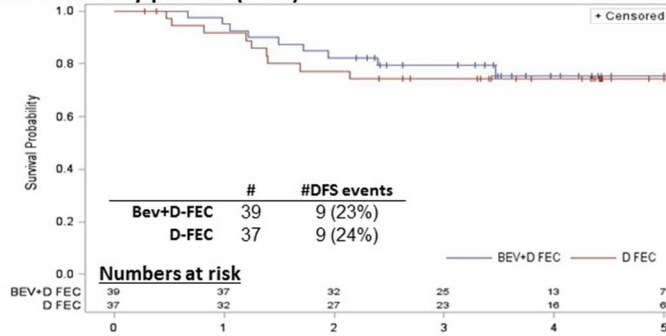 1.0
+ Censored
0.8
0.6
0.4
0.2
0.0
Survival Probability
# #DFS events
Bev+D-FEC 39 9 (23%)
D-FEC 37 9 (24%)
BEV+D FEC D FEC
Numbers at risk
BEV+D FEC 39 37 32 25 13 7
D FEC 37 32 27 23 16 6
0 1 2 3 4 5